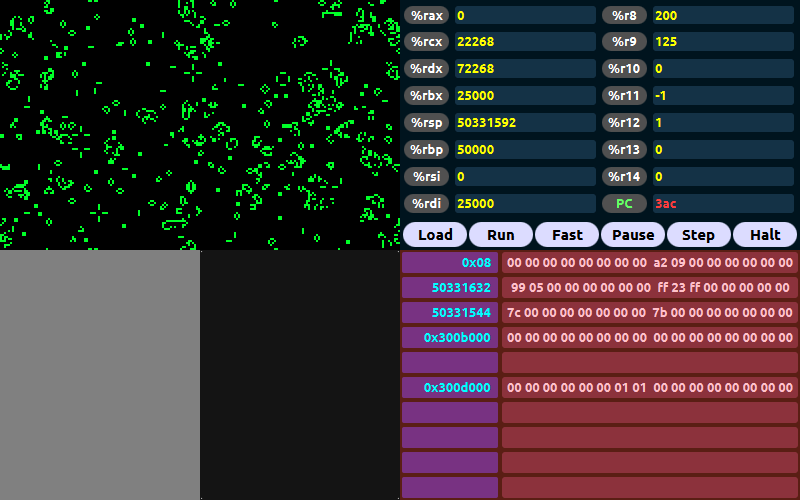 %rax 0 %r8 200
%rcx 22268 %r9 125
%rdx 72268 %r10 0
%rbx 25000 %r11 -1
%rsp 50331592 %r12 1
%rbp 50000 %r13 0
%rsi 0 %r14 0
%rdi 25000 PC 3ac
Load Run Fast Pause Step Halt
0x08 00 00 00 00 00 00 00 00 a2 09 00 00 00 00 00 00
50331632 99 05 00 00 00 00 00 00 ff 23 ff 00 00 00 00 00
50331544 7c 00 00 00 00 00 00 00 7b 00 00 00 00 00 00 00
0x300b000 00 00 00 00 00 00 00 00 00 00 00 00 00 00 00 00
0x300d000 00 00 00 00 00 00 01 01 00 00 00 00 00 00 00 00